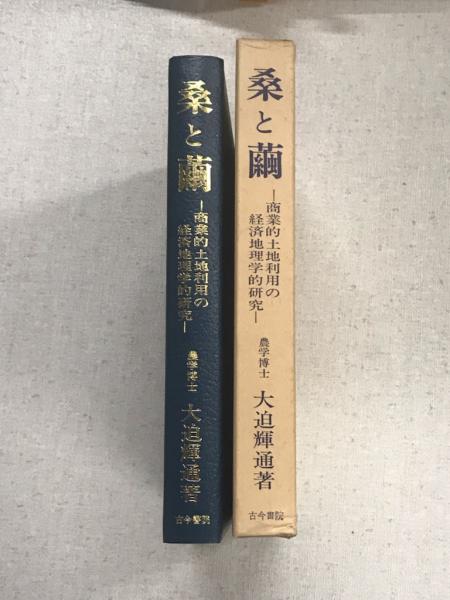 桑と繭
―商業的土地利用の
経済地理学的研究―
農学博士
大迫輝通著
古今書院
桑と繭
―商業的土地利用の
経済地理学的研究―
農学博士
大迫輝通著
古今書院